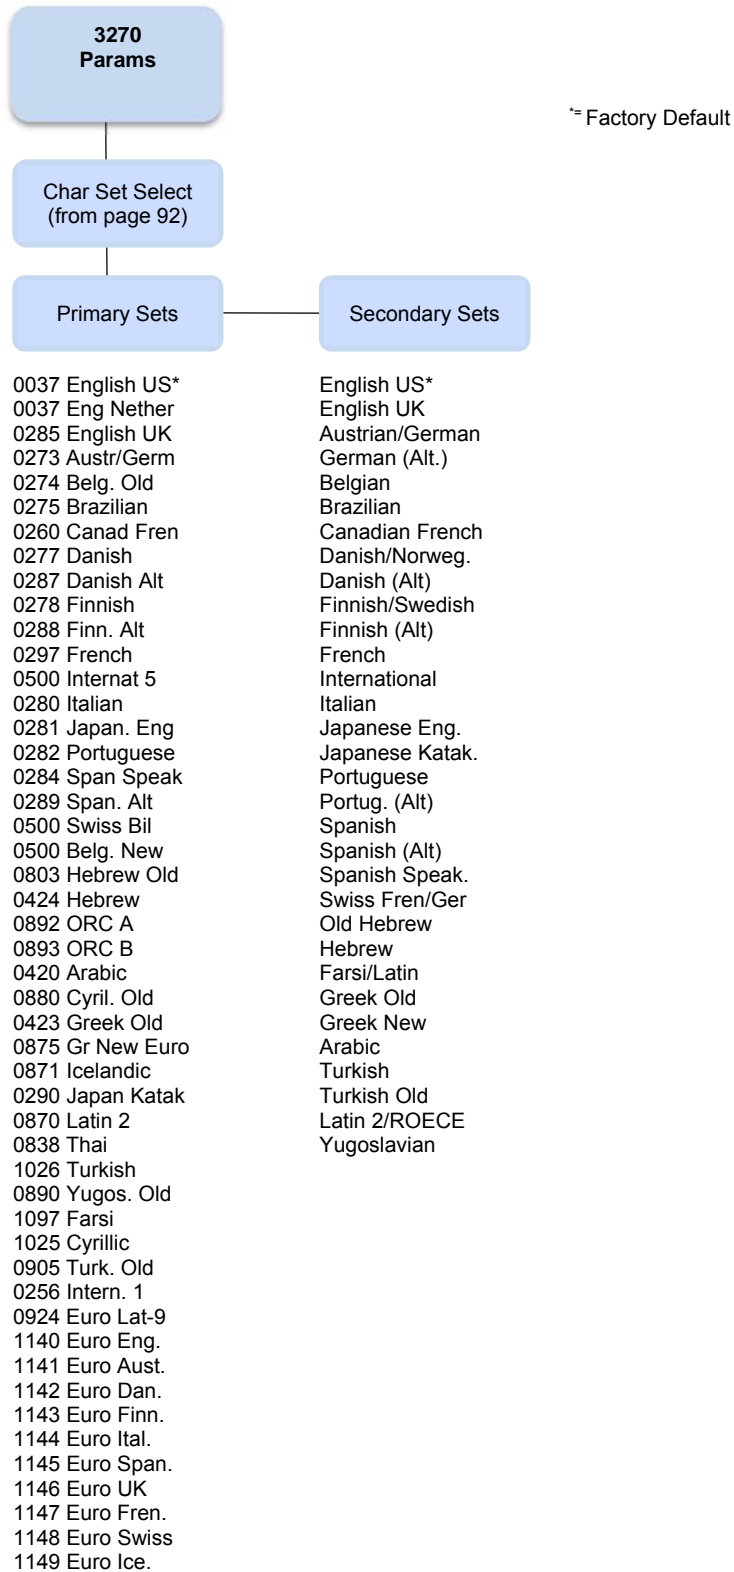 3270
Params
*= Factory Default
Char Set Select
(from page 92)
Primary Sets
Secondary Sets
0037 English US*
0037 Eng Nether
0285 English UK
0273 Austr/Germ
0274 Belg. Old
0275 Brazilian
0260 Canad Fren
0277 Danish
0287 Danish Alt
0278 Finnish
0288 Finn. Alt
0297 French
0500 Internat 5
0280 Italian
0281 Japan. Eng
0282 Portuguese
0284 Span Speak
0289 Span. Alt
0500 Swiss Bil
0500 Belg. New
0803 Hebrew Old
0424 Hebrew
0892 ORC A
0893 ORC B
0420 Arabic
0880 Cyril. Old
0423 Greek Old
0875 Gr New Euro
0871 Icelandic
0290 Japan Katak
0870 Latin 2
0838 Thai
1026 Turkish
0890 Yugos. Old
1097 Farsi
1025 Cyrillic
0905 Turk. Old
0256 Intern. 1
0924 Euro Lat-9
1140 Euro Eng.
1141 Euro Aust.
1142 Euro Dan.
1143 Euro Finn.
1144 Euro Ital.
1145 Euro Span.
1146 Euro UK
1147 Euro Fren.
1148 Euro Swiss
1149 Euro Ice.
English US*
English UK
Austrian/German
German (Alt.)
Belgian
Brazilian
Canadian French
Danish/Norweg.
Danish (Alt)
Finnish/Swedish
Finnish (Alt)
French
International
Italian
Japanese Eng.
Japanese Katak.
Portuguese
Portug. (Alt)
Spanish
Spanish (Alt)
Spanish Speak.
Swiss Fren/Ger
Old Hebrew
Hebrew
Farsi/Latin
Greek Old
Greek New
Arabic
Turkish
Turkish Old
Latin 2/ROECE
Yugoslavian